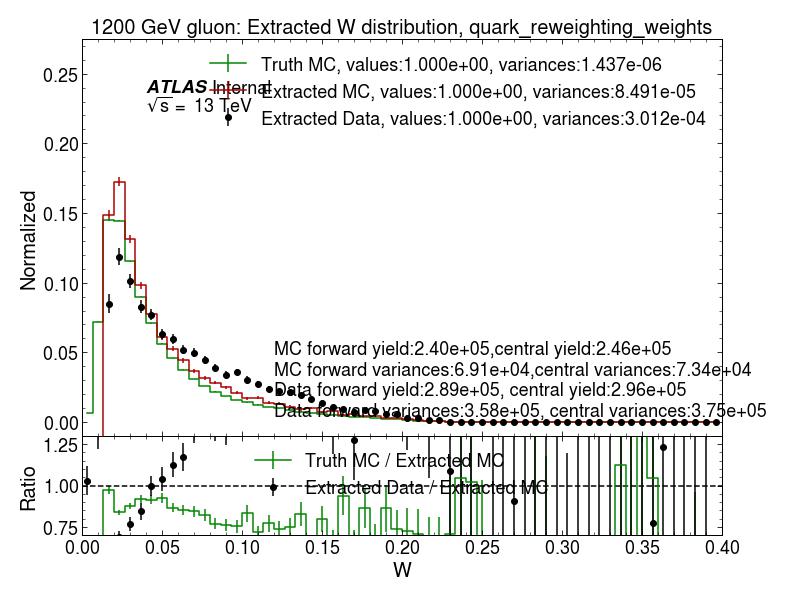 1200 GeV gluon: Extracted W distribution, quark_reweighting_weights
Truth MC, values:1.000e+00, variances:1.437e-06
ATLAS Internal
Extracted MC, values:1.000e+00, variances:8.491e-05
√s = 13 TeV
Extracted Data, values:1.000e+00, variances:3.012e-04
Normalized
0.25
0.20
0.15
0.10
0.05
0.00
MC forward yield:2.40e+05,central yield:2.46e+05
MC forward variances:6.91e+04,central variances:7.34e+04
Data forward yield:2.89e+05, central yield:2.96e+05
Data forward variances:3.58e+05, central variances:3.75e+05
Ratio
1.25
1.00
0.75
Truth MC / Extracted MC
Extracted Data / Extracted MC
0.00 0.05 0.10 0.15 0.20 0.25 0.30 0.35 0.40
W